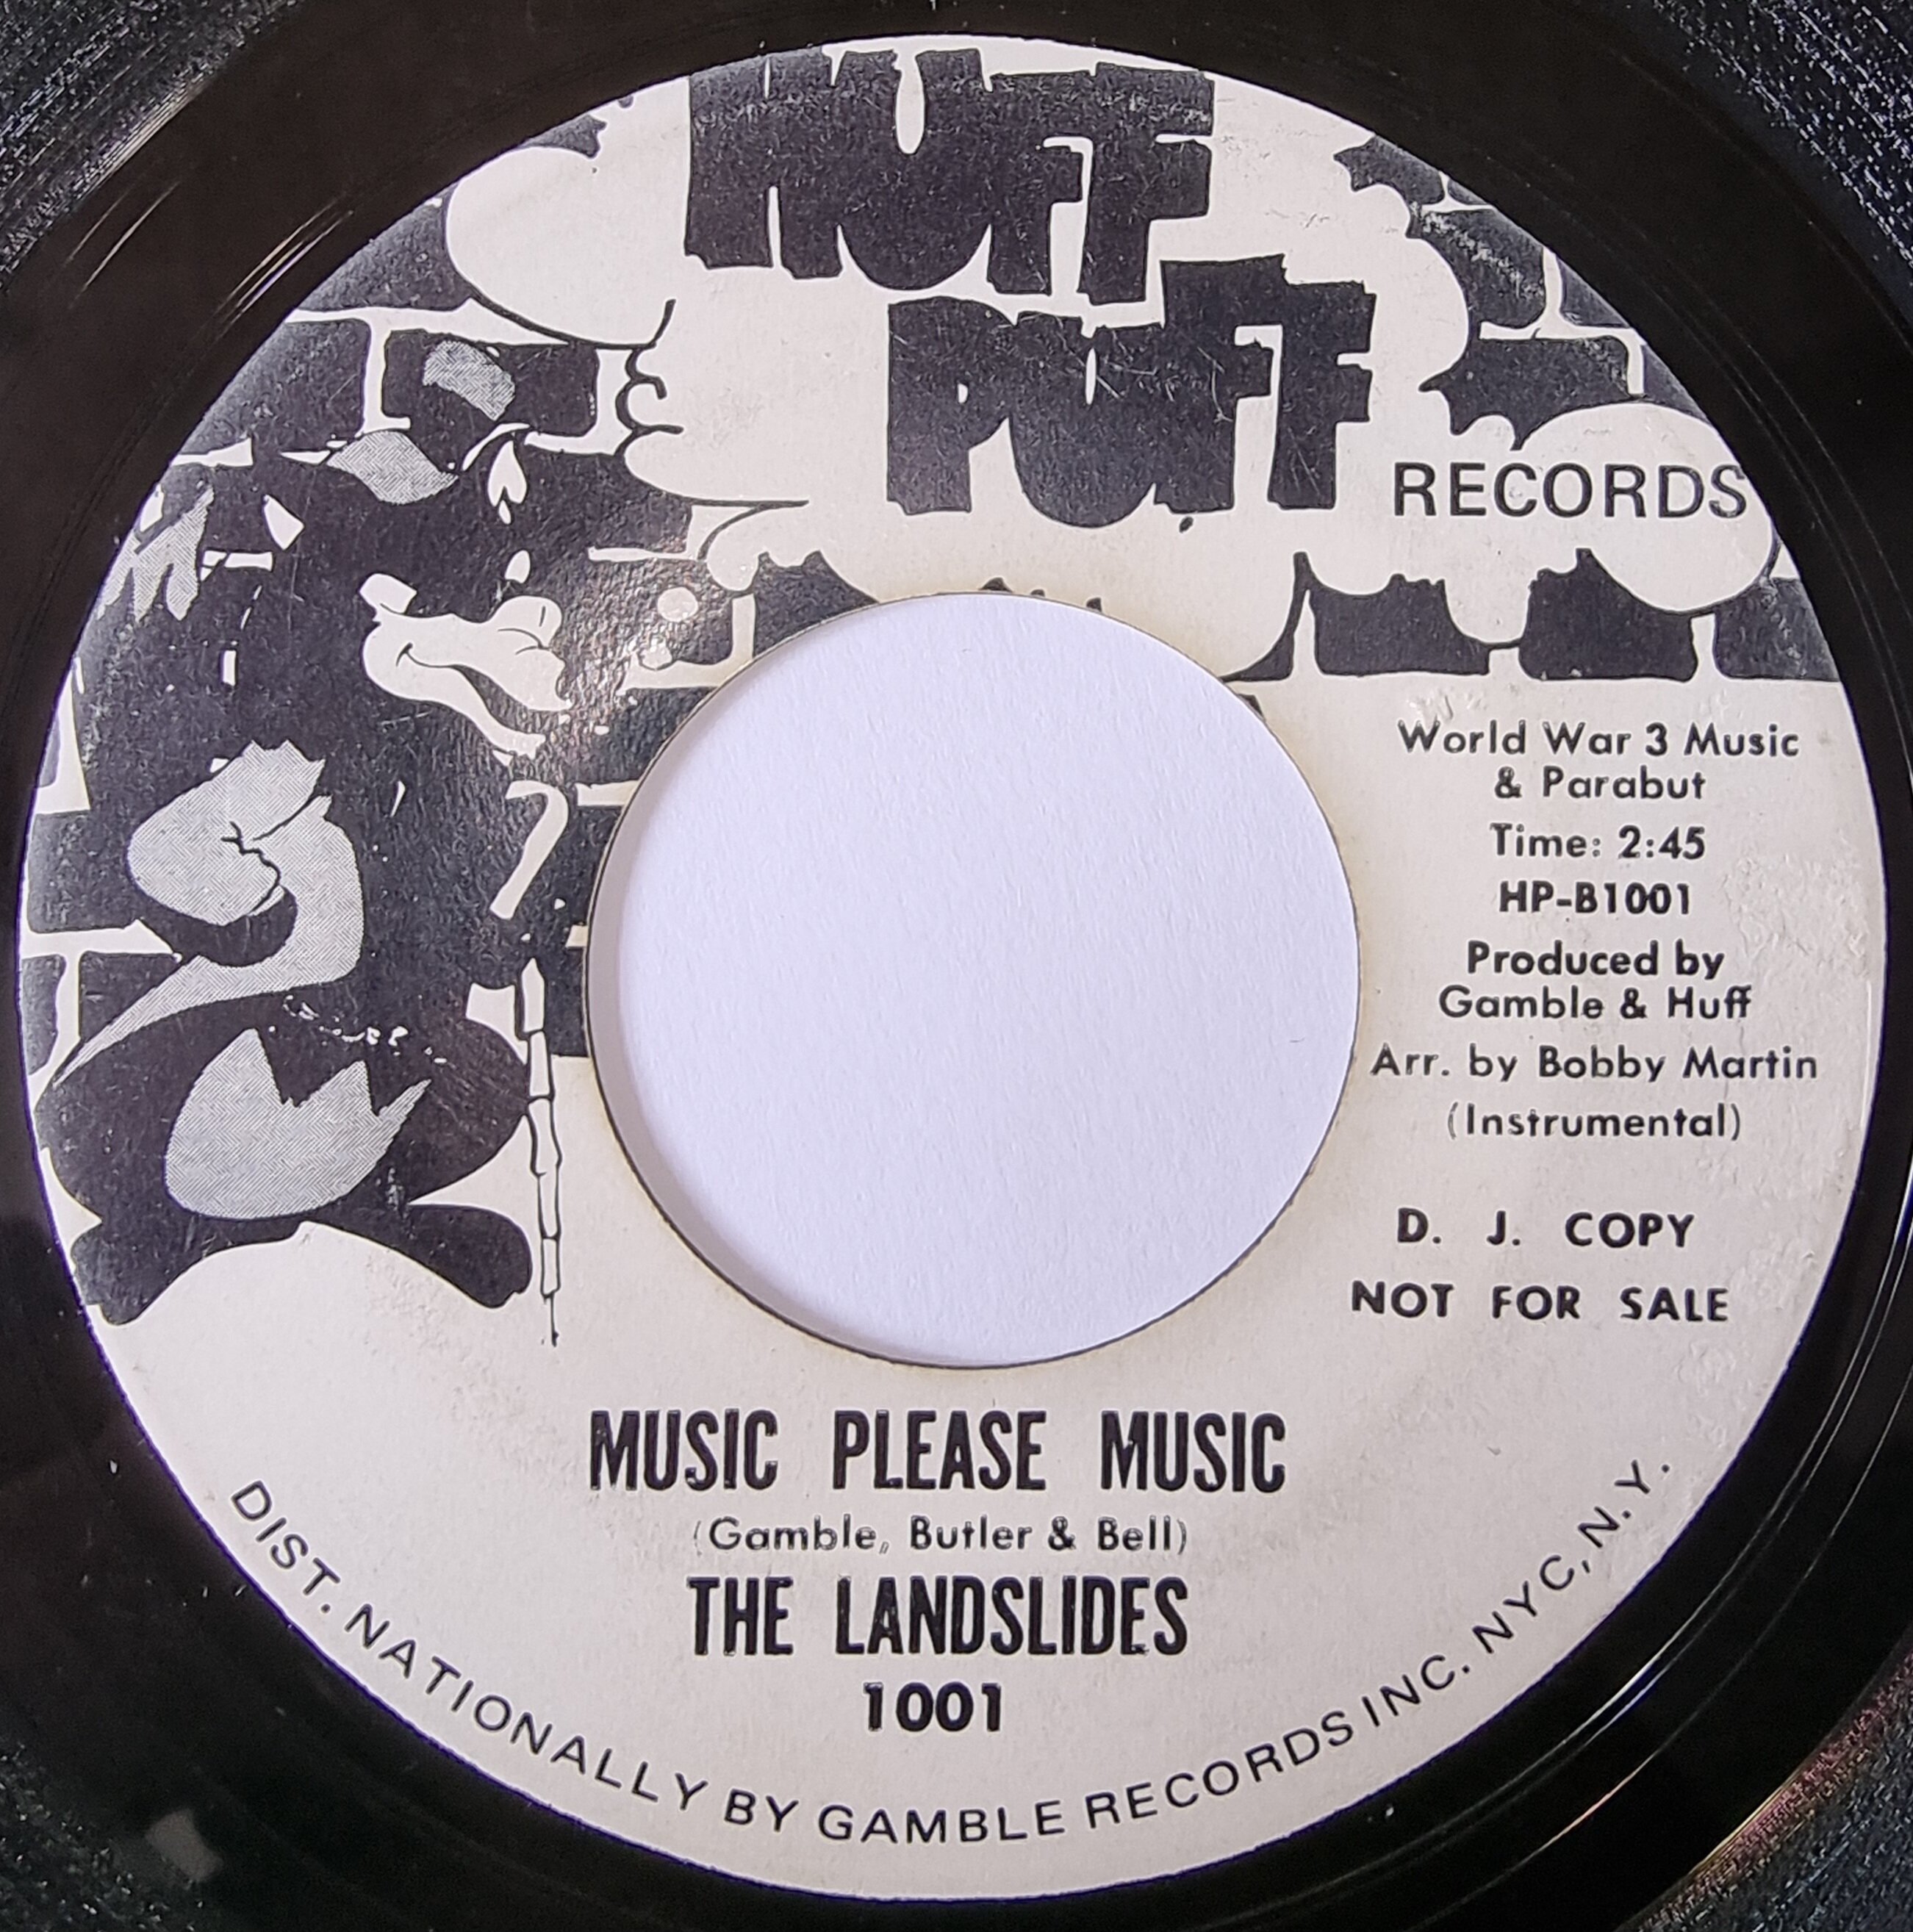 HUFF
PUFF
RECORDS
World War 3 Music
& Parabut
Time: 2:45
HP-B1001
Produced by
Gamble & Huff
Arr. by Bobby Martin
(Instrumental)
D. J. COPY
NOT FOR SALE
MUSIC PLEASE MUSIC
(Gamble, Butler & Bell)
THE LANDSLIDES
1001
DIST. NATIONALLY BY GAMBLE RECORDS INC. NYC, N.Y.